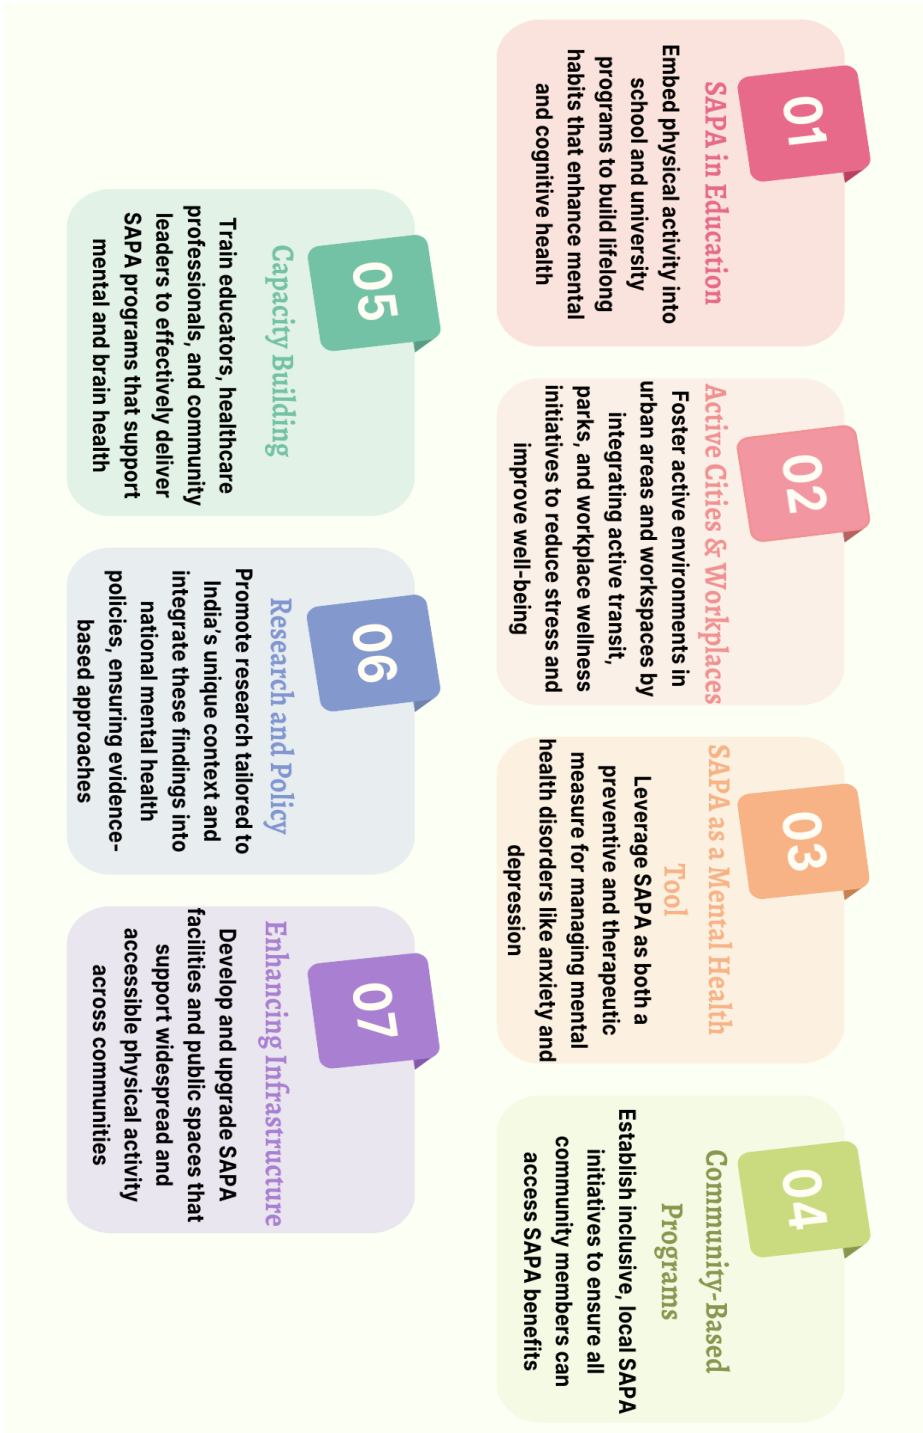 01
SAPA in Education
Embed physical activity into
school and university
programs to build lifelong
habits that enhance mental
and cognitive health
02
Active Cities & Workplaces
Foster active environments in
urban areas and workspaces by
integrating active transit,
parks, and workplace wellness
initiatives to reduce stress and
improve well-being
03
SAPA as a Mental Health
Tool
Leverage SAPA as both a
preventive and therapeutic
measure for managing mental
health disorders like anxiety and
depression
04
Community-Based
Programs
Establish inclusive, local SAPA
initiatives to ensure all
community members can
access SAPA benefits
05
Capacity Building
Train educators, healthcare
professionals, and community
leaders to effectively deliver
SAPA programs that support
mental and brain health
06
Research and Policy
Promote research tailored to
India's unique context and
integrate these findings into
national mental health
policies, ensuring evidence-
based approaches
07
Enhancing Infrastructure
Develop and upgrade SAPA
facilities and public spaces that
support widespread and
accessible physical activity
across communities